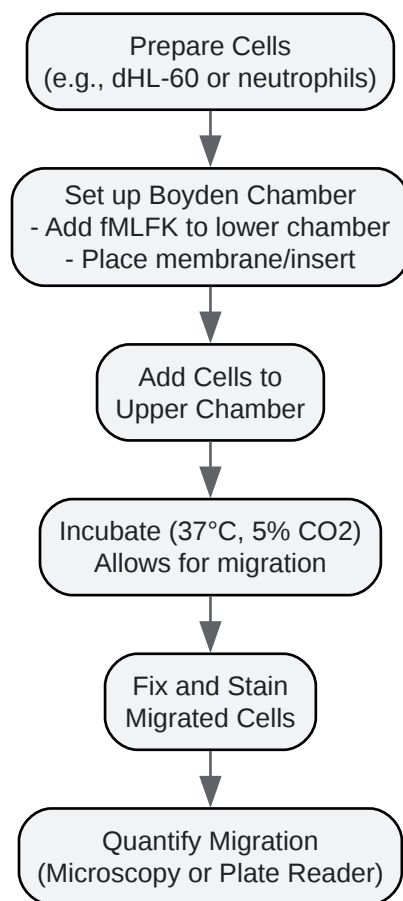 Prepare Cells
(e.g., dHL-60 or neutrophils)
Set up Boyden Chamber
- Add fMLFK to lower chamber
- Place membrane/insert
Add Cells to
Upper Chamber
Incubate (37°C, 5% CO2)
Allows for migration
Fix and Stain
Migrated Cells
Quantify Migration
(Microscopy or Plate Reader)